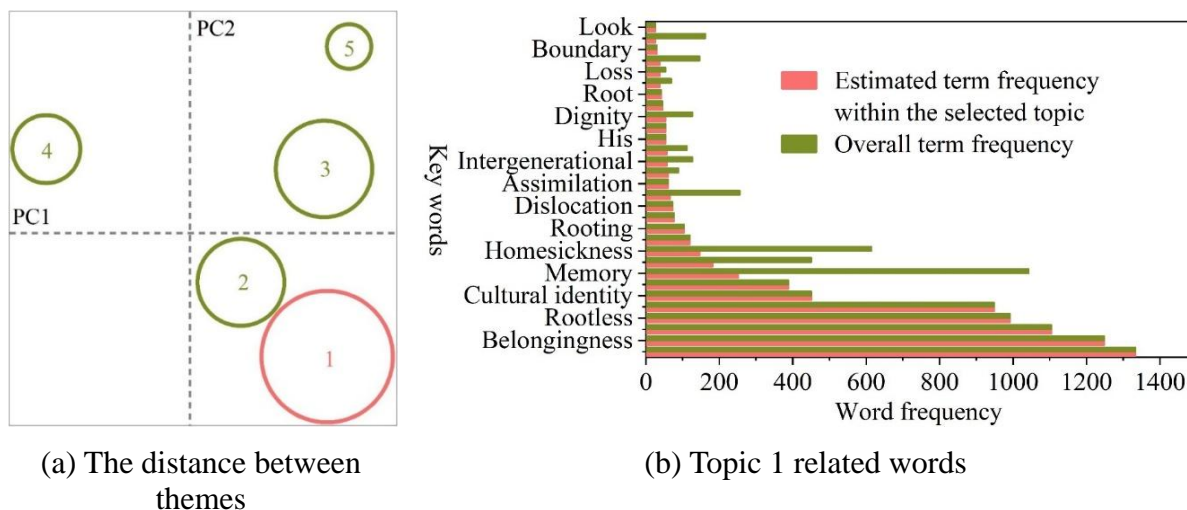 PC2
5
4
3
PC1
2
1
(a) The distance between
themes
Key words
Look
Boundary
Loss
Root
Dignity
His
Intergenerational
Assimilation
Dislocation
Rooting
Homesickness
Memory
Cultural identity
Rootless
Belongingness
Estimated term frequency
within the selected topic
Overall term frequency
0 200 400 600 800 1000 1200 1400
Word frequency
(b) Topic 1 related words